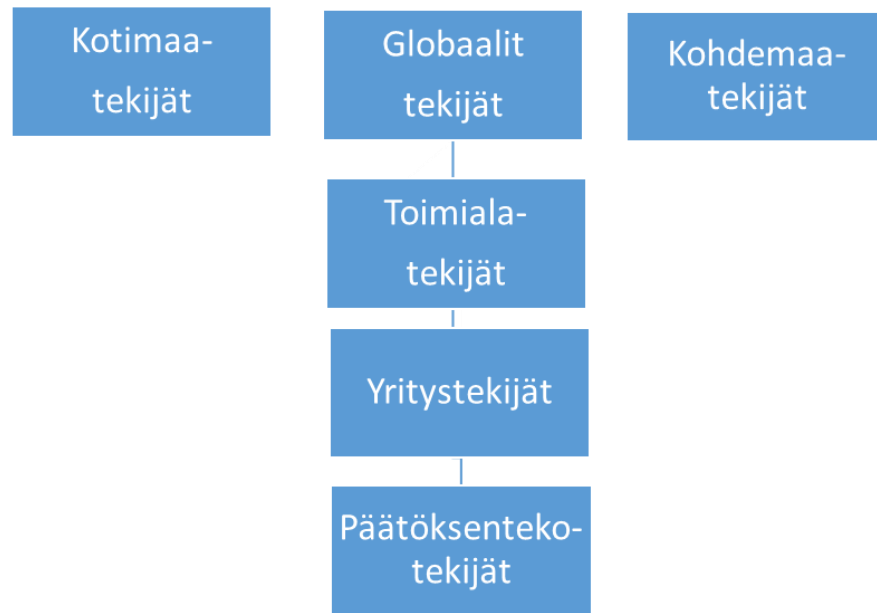 Kotimaa-
tekijät
Globaalit
tekijät
Kohdemaa-
tekijät
Toimiala-
tekijät
Yritystekijät
Päätöksenteko-
tekijät